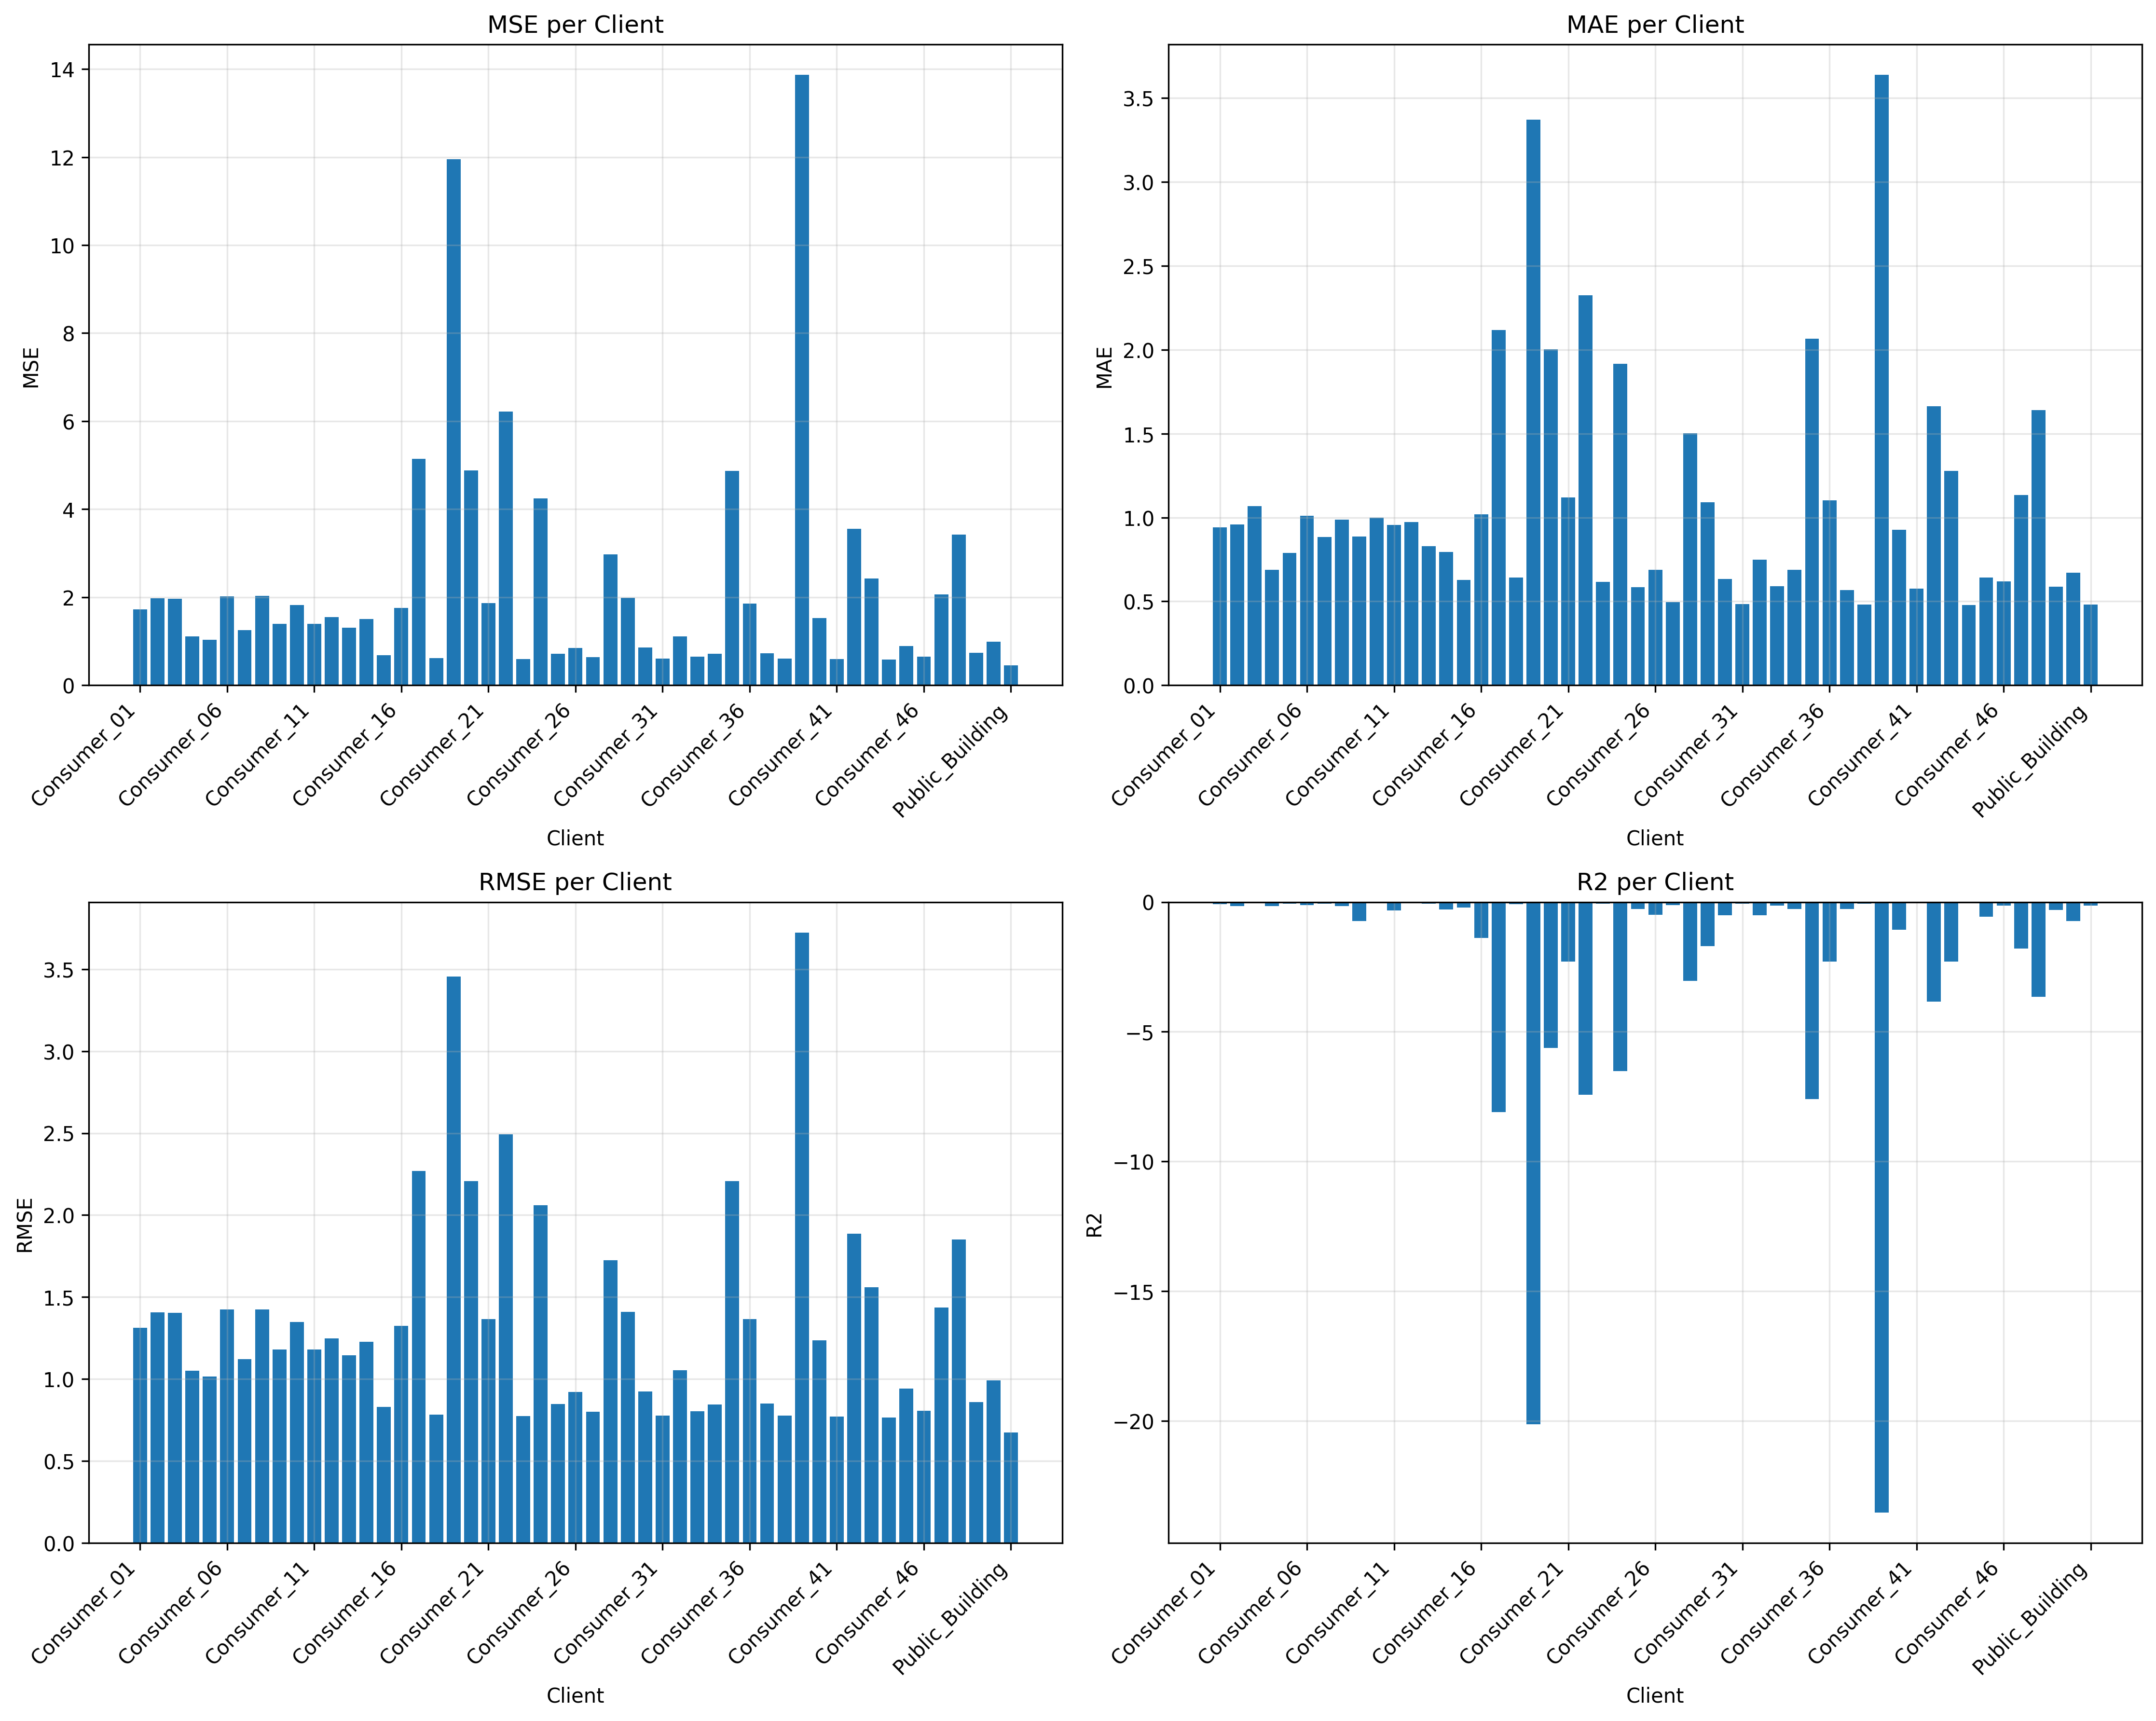 MSE per Client
14
12
10
8
6
4
2
0
MSE
Consumer_01
Consumer_06
Consumer_11
Consumer_16
Consumer_21
Consumer_26
Consumer_31
Consumer_36
Consumer_41
Consumer_46
Public_Building
Client
MAE per Client
3.5
3.0
2.5
2.0
1.5
1.0
0.5
0.0
MAE
Consumer_01
Consumer_06
Consumer_11
Consumer_16
Consumer_21
Consumer_26
Consumer_31
Consumer_36
Consumer_41
Consumer_46
Public_Building
Client
RMSE per Client
3.5
3.0
2.5
2.0
1.5
1.0
0.5
0.0
RMSE
Consumer_01
Consumer_06
Consumer_11
Consumer_16
Consumer_21
Consumer_26
Consumer_31
Consumer_36
Consumer_41
Consumer_46
Public_Building
Client
R2 per Client
0
−5
−10
−15
−20
R2
Consumer_01
Consumer_06
Consumer_11
Consumer_16
Consumer_21
Consumer_26
Consumer_31
Consumer_36
Consumer_41
Consumer_46
Public_Building
Client